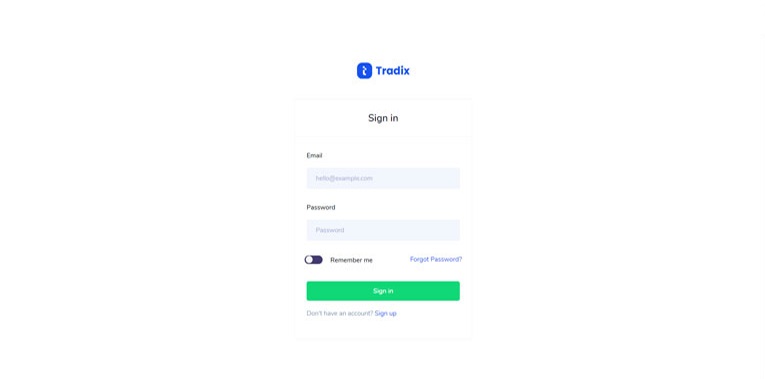 Tradix
Sign in
Email
hello@example.com
Password
Password
Remember me
Forgot Password?
Sign in
Don't have an account? Sign up